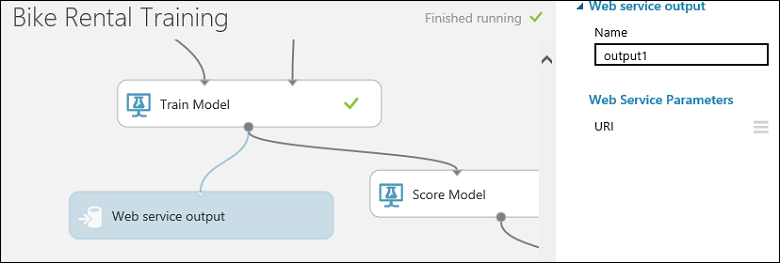 Bike Rental Training
Finished running
Train Model
Score Model
Web service output
Web service output
Name
output1
Web Service Parameters
URI